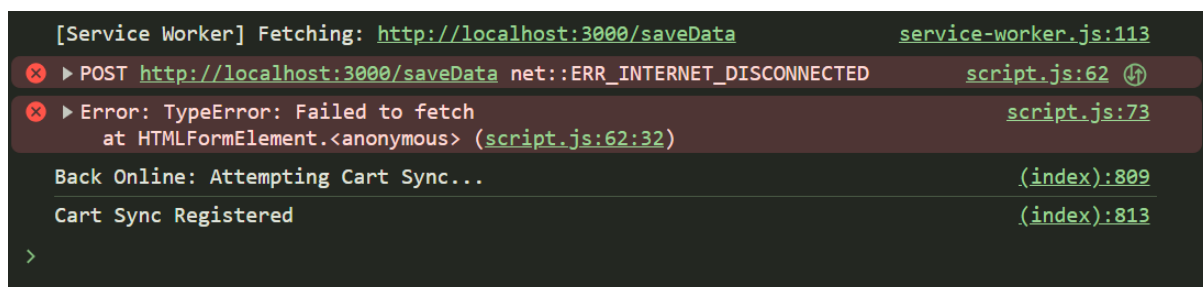 [Service Worker] Fetching: http://localhost:3000/saveData service-worker.js:113
POST http://localhost:3000/saveData net::ERR_INTERNET_DISCONNECTED script.js:62
Error: TypeError: Failed to fetch script.js:73
at HTMLFormElement.<anonymous> (script.js:62:32)
Back Online: Attempting Cart Sync... (index):809
Cart Sync Registered (index):813